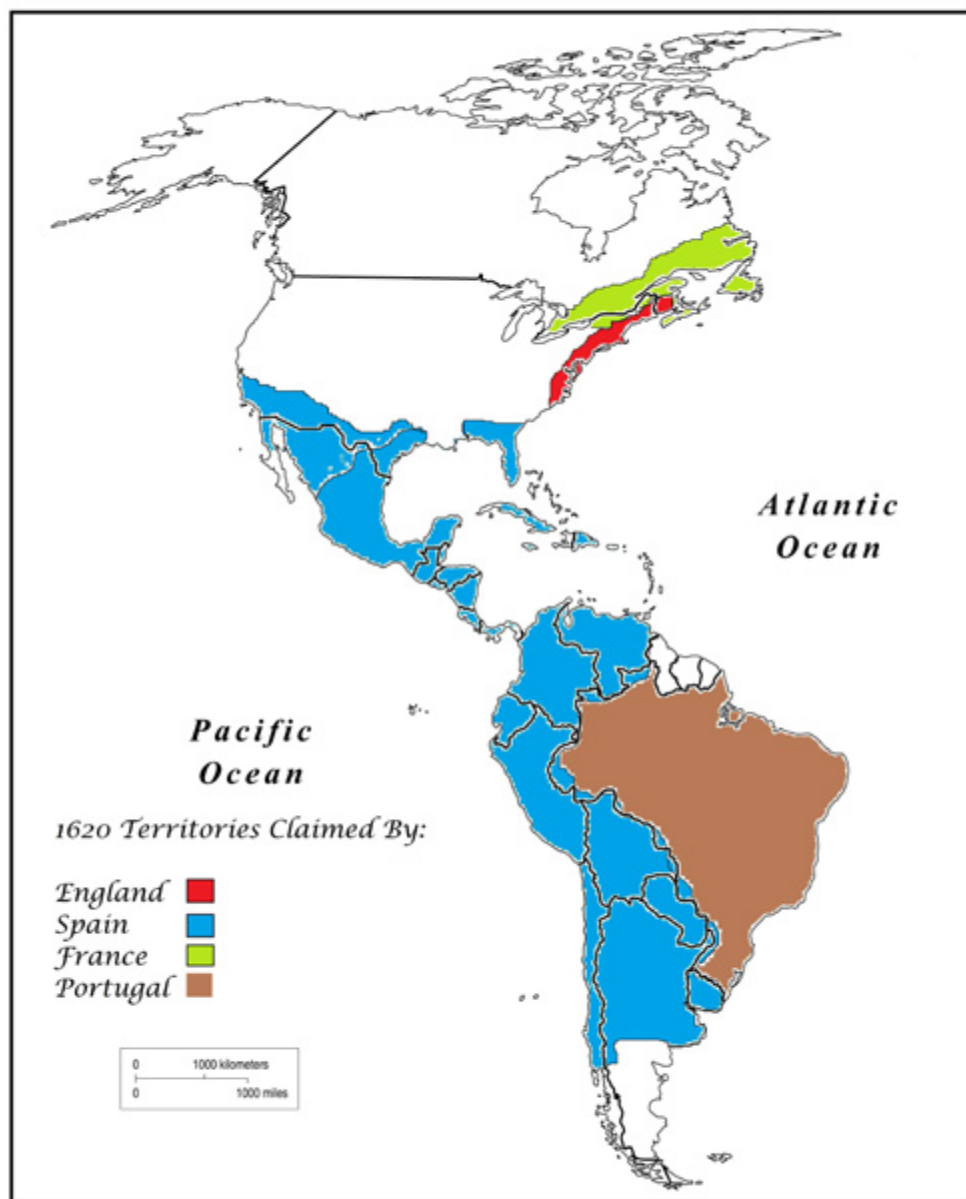 Atlantic
Ocean
Pacific
Ocean
1620 Territories Claimed By:
England
Spain
France
Portugal
0 1000 kilometers
0 1000 miles